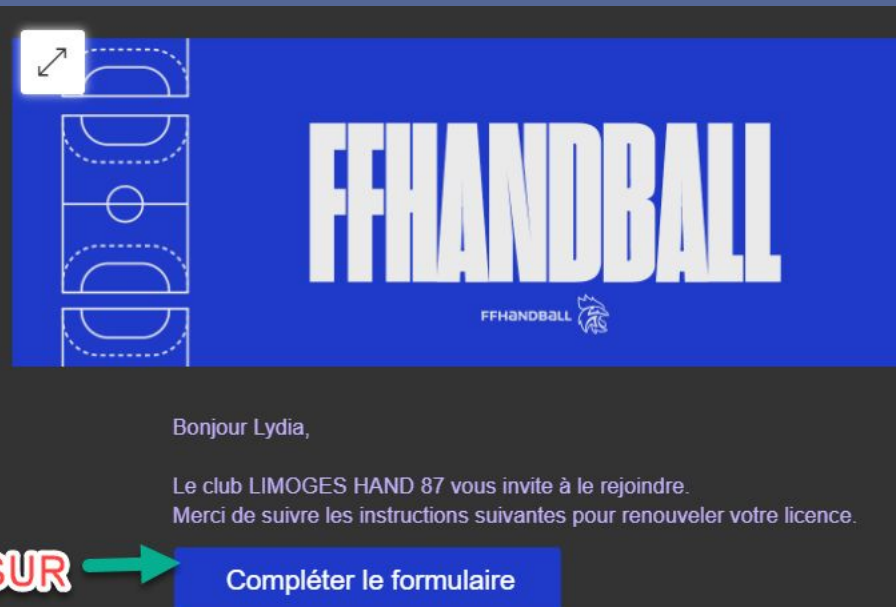 FFHANDBALL
FFHANDBALL
Bonjour Lydia,
Le club LIMOGES HAND 87 vous invite à le rejoindre.
Merci de suivre les instructions suivantes pour renouveler votre licence.
SUR
Compléter le formulaire